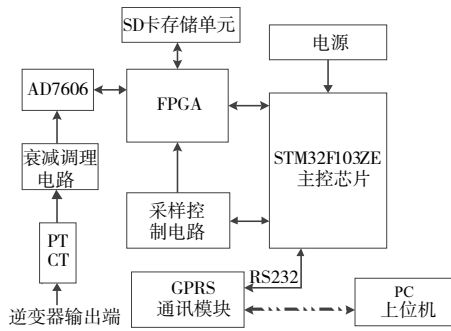 SD卡存储单元
电源
AD7606
FPGA
STM32F103ZE
主控芯片
衰减调理
电路
采样控
制电路
PT
CT
RS232
GPRS
通讯模块
PC
上位机
逆变器输出端